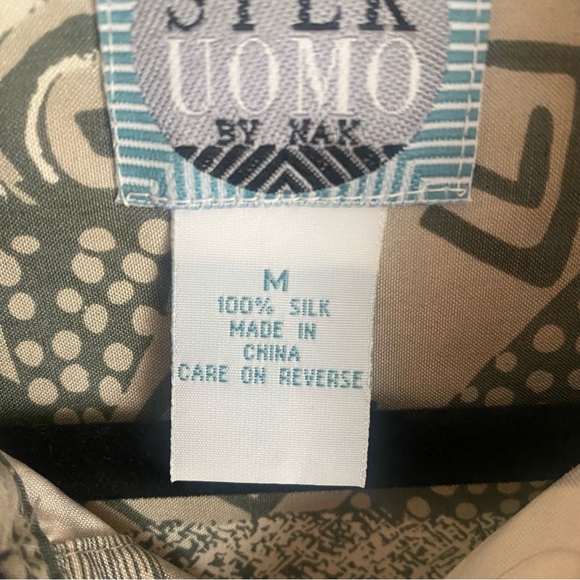 SILK
UOMO
BY NAK
M
100% SILK
MADE IN
CHINA
CARE ON REVERSE